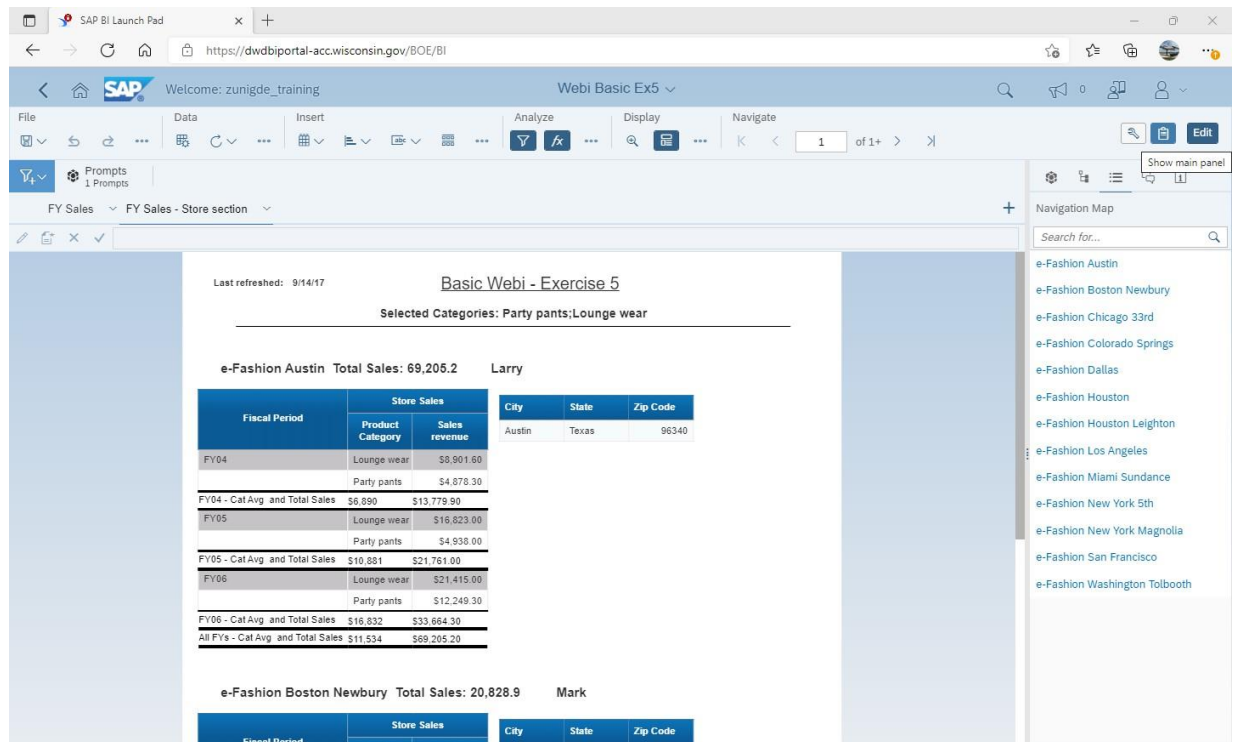 SAP BI Launch Pad
https://dwdbiportal-acc.wisconsin.gov/BOE/BI
SAP Welcome: zunigde_training Webi Basic Ex5 0
File Data Insert Analyze Display Navigate
abc fx 1 of 1+ Edit
Show main panel
Prompts
1 Prompts
1
FY Sales FY Sales - Store section Navigation Map
Search for...
Last refreshed: 9/14/17 Basic Webi - Exercise 5
Selected Categories: Party pants;Lounge wear
e-Fashion Austin Total Sales: 69,205.2 Larry
Fiscal Period Store Sales
Product Category Sales revenue
FY04 Lounge wear $8,901.60
Party pants $4,878.30
FY04 - Cat Avg and Total Sales $6,890 $13,779.90
FY05 Lounge wear $16,823.00
Party pants $4,938.00
FY05 - Cat Avg and Total Sales $10,881 $21,761.00
FY06 Lounge wear $21,415.00
Party pants $12,249.30
FY06 - Cat Avg and Total Sales $16,832 $33,664.30
All FYs - Cat Avg and Total Sales $11,534 $69,205.20
City State Zip Code
Austin Texas 96340
e-Fashion Boston Newbury Total Sales: 20,828.9 Mark
Fiscal Period Store Sales
City State Zip Code
e-Fashion Austin
e-Fashion Boston Newbury
e-Fashion Chicago 33rd
e-Fashion Colorado Springs
e-Fashion Dallas
e-Fashion Houston
e-Fashion Houston Leighton
e-Fashion Los Angeles
e-Fashion Miami Sundance
e-Fashion New York 5th
e-Fashion New York Magnolia
e-Fashion San Francisco
e-Fashion Washington Tolbooth